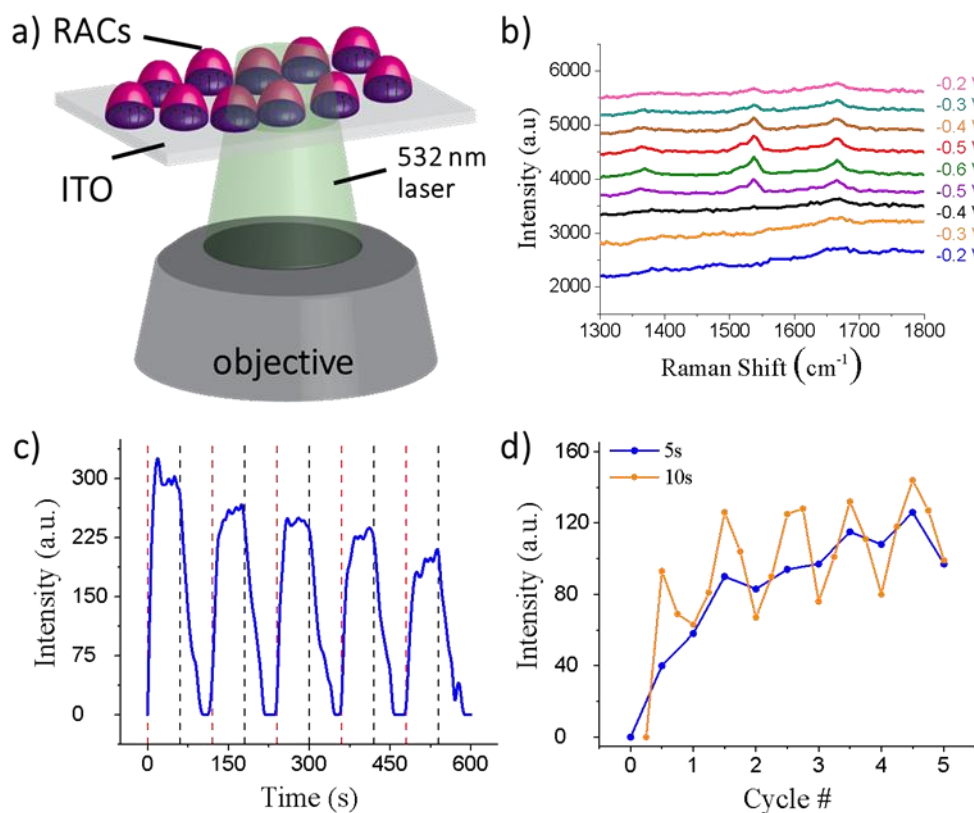 a) RACs
ITO
532 nm
laser
objective
b)
Intensity (a.u)
6000
5000
4000
3000
2000
-0.2 V
-0.3 V
-0.4 V
-0.5 V
-0.6 V
-0.5 V
-0.4 V
-0.3 V
-0.2 V
1300 1400 1500 1600 1700 1800
Raman Shift (cm⁻¹)
c)
Intensity (a.u.)
300
225
150
75
0
0 150 300 450 600
Time (s)
d)
Intensity (a.u.)
160
120
80
40
0
5s
10s
0 1 2 3 4 5
Cycle #